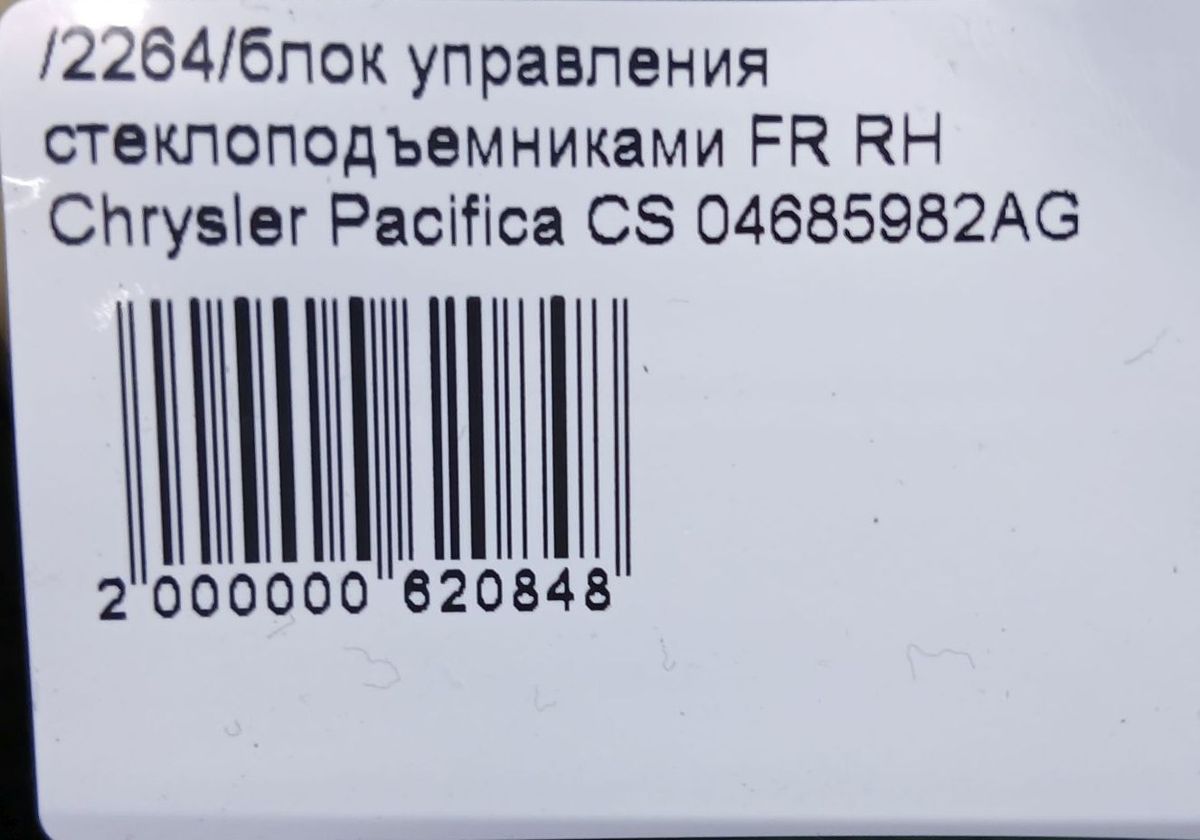 /2264/блок управления
стеклоподъемниками FR RH
Chrysler Pacifica CS 04685982AG
2 000000 620848